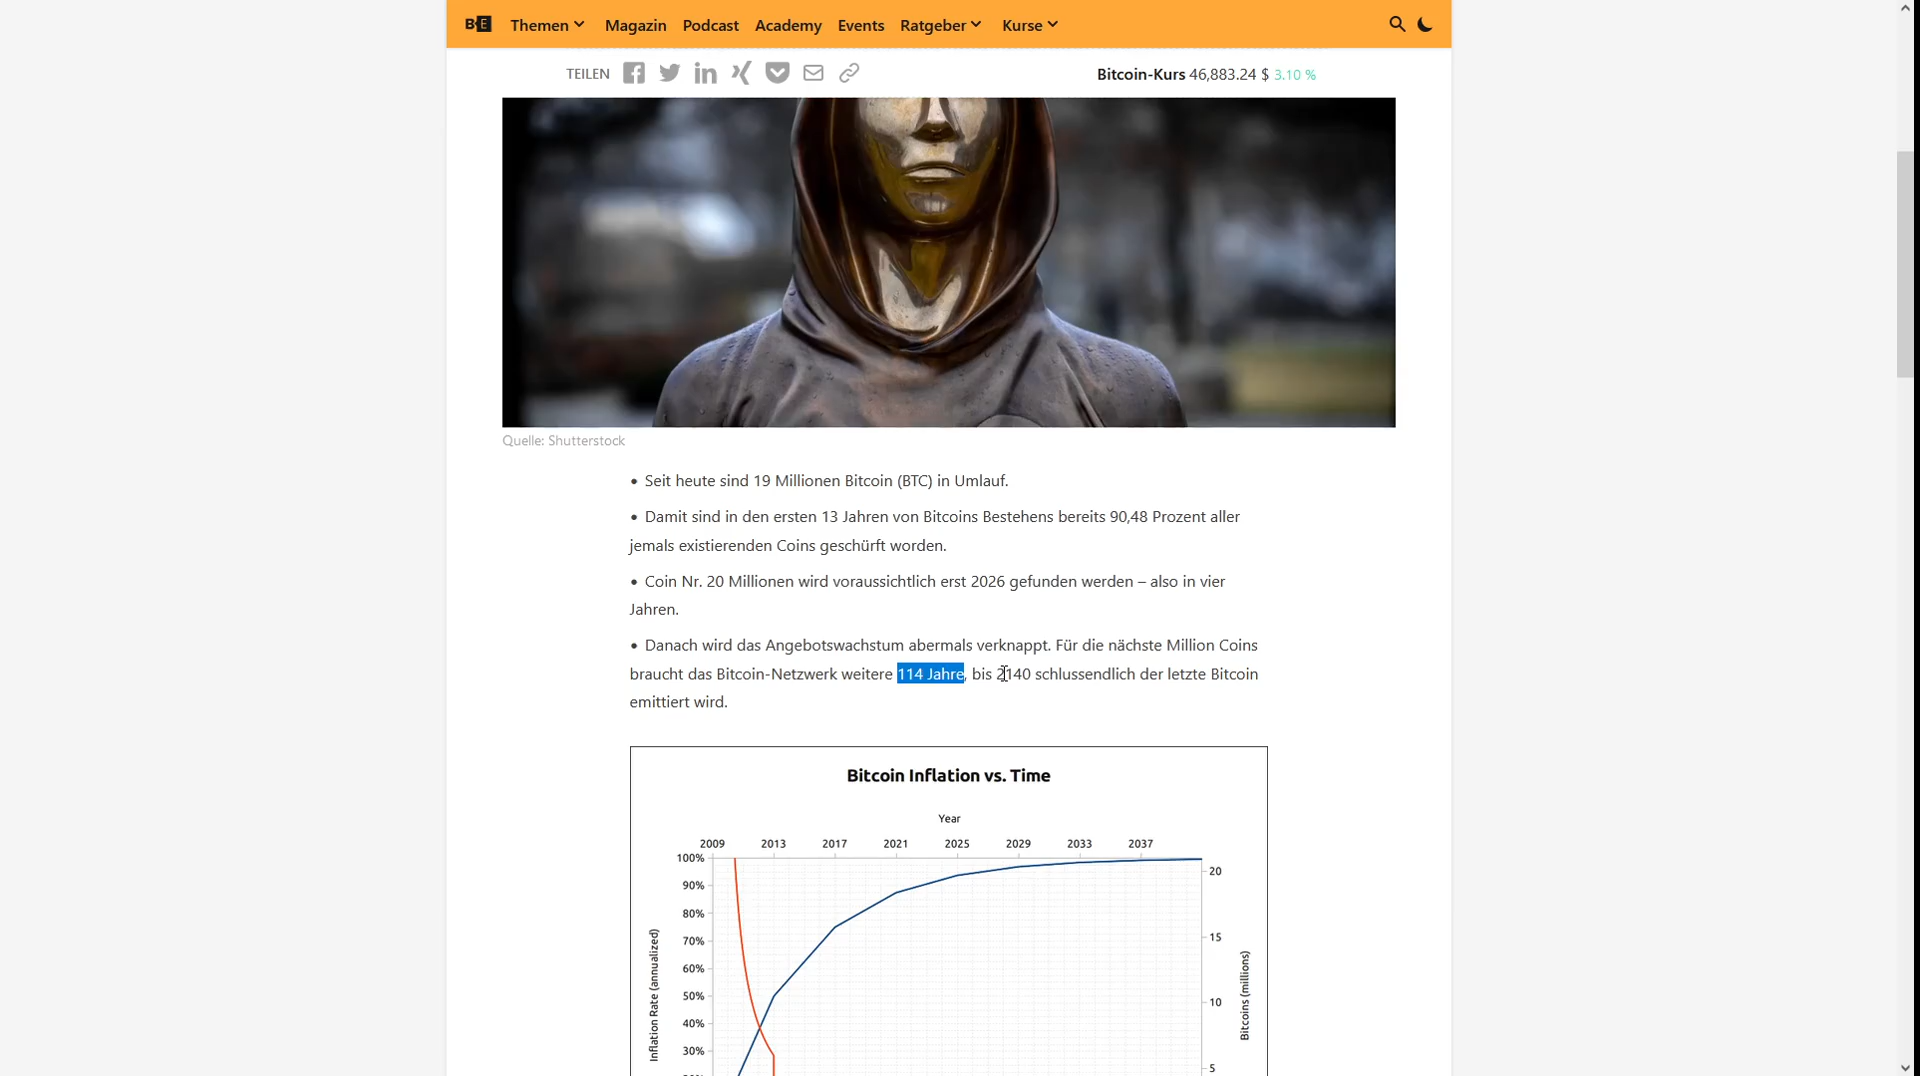 B E Themen Magazin Podcast Academy Events Ratgeber Kurse
TEILEN Bitcoin-Kurs 46,883.24 $ 3.10 %
Quelle: Shutterstock
• Seit heute sind 19 Millionen Bitcoin (BTC) in Umlauf.
• Damit sind in den ersten 13 Jahren von Bitcoins Bestehens bereits 90,48 Prozent aller
jemals existierenden Coins geschürft worden.
• Coin Nr. 20 Millionen wird voraussichtlich erst 2026 gefunden werden – also in vier
Jahren.
• Danach wird das Angebotswachstum abermals verknappt. Für die nächste Million Coins
braucht das Bitcoin-Netzwerk weitere 114 Jahre, bis 2140 schlussendlich der letzte Bitcoin
emittiert wird.
Bitcoin Inflation vs. Time
Year
2009 2013 2017 2021 2025 2029 2033 2037
100%
90%
80%
70%
60%
50%
40%
30%
Inflation Rate (annualized)
20
15
10
5
Bitcoins (millions)